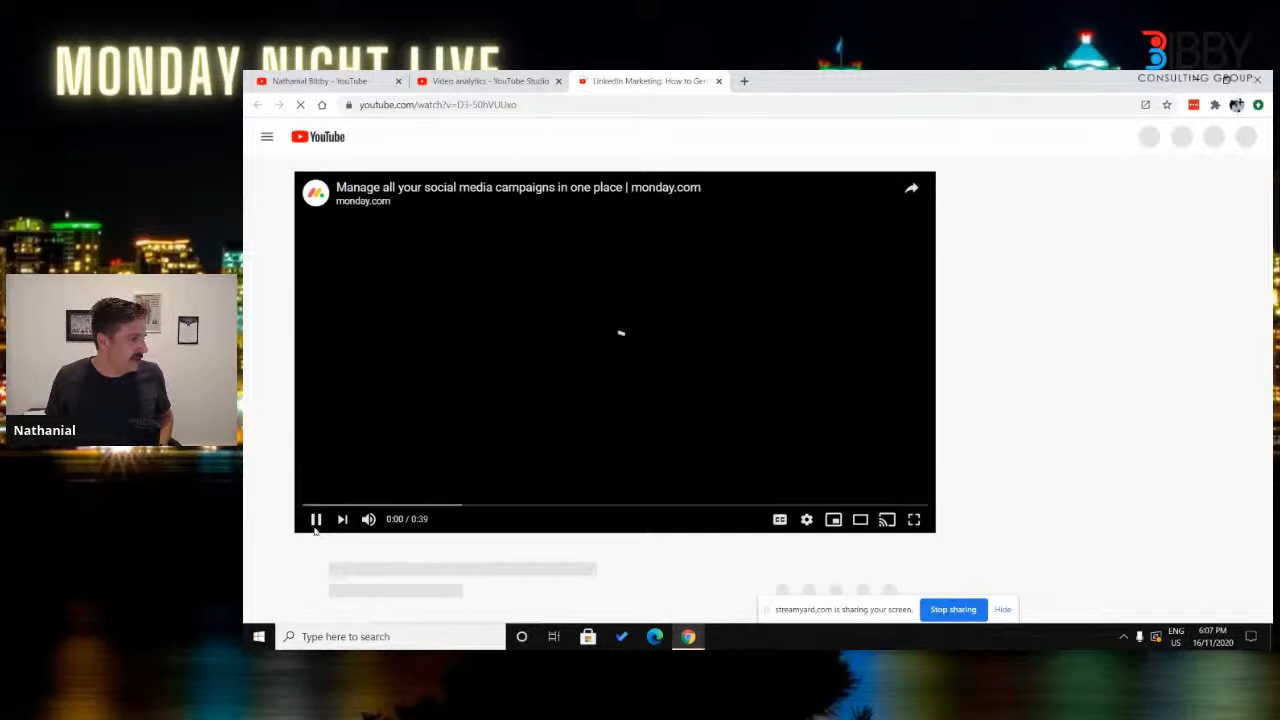 MONDAY NIGHT LIVE
BIBBY
CONSULTING GROUP
Nathanial Bibby - YouTube
Video analytics - YouTube Studio
LinkedIn Marketing: How to Gen
youtube.com/watch?v=D3-50hVUUxo
YouTube
Manage all your social media campaigns in one place | monday.com
monday.com
Nathanial
0:00 / 0:39
CC
streamyard.com is sharing your screen.
Stop sharing
Hide
Type here to search
ENG
US
6:07 PM
16/11/2020